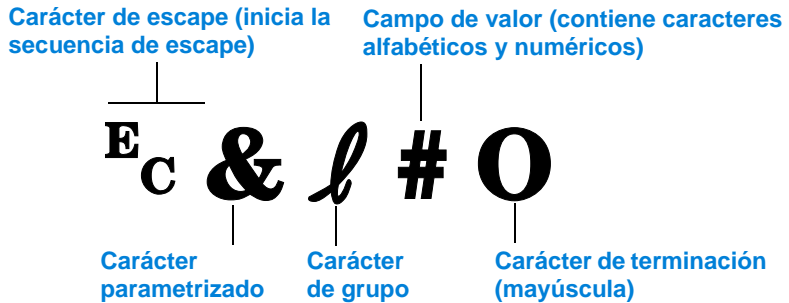 Carácter de escape (inicia la
secuencia de escape)
Campo de valor (contiene caracteres
alfabéticos y numéricos)
E C & ℓ # O
Carácter
parametrizado
Carácter
de grupo
Carácter de terminación
(mayúscula)